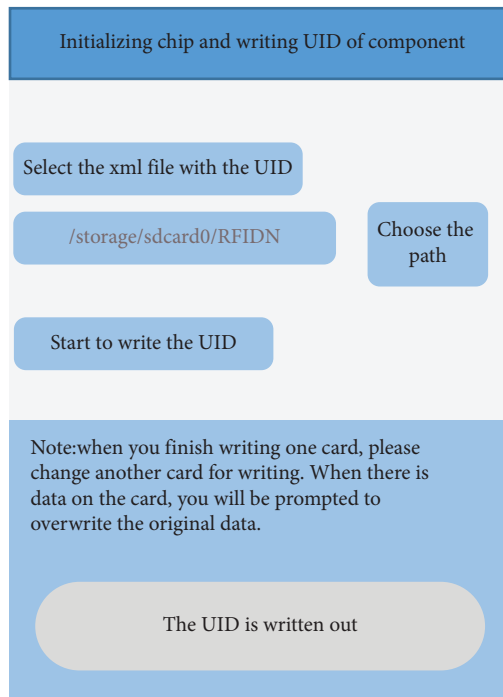 Initializing chip and writing UID of component
Select the xml file with the UID
/storage/sdcard0/RFIDN
Choose the
path
Start to write the UID
Note:when you finish writing one card, please
change another card for writing. When there is
data on the card, you will be prompted to
overwrite the original data.
The UID is written out